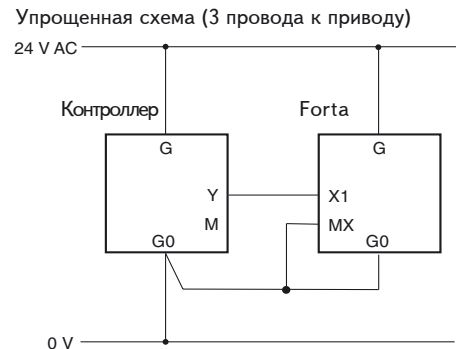 Упрощенная схема (3 провода к приводу)
24 V AC
Контроллер Forta
G G
Y X1
M MX
G0 G0
0 V